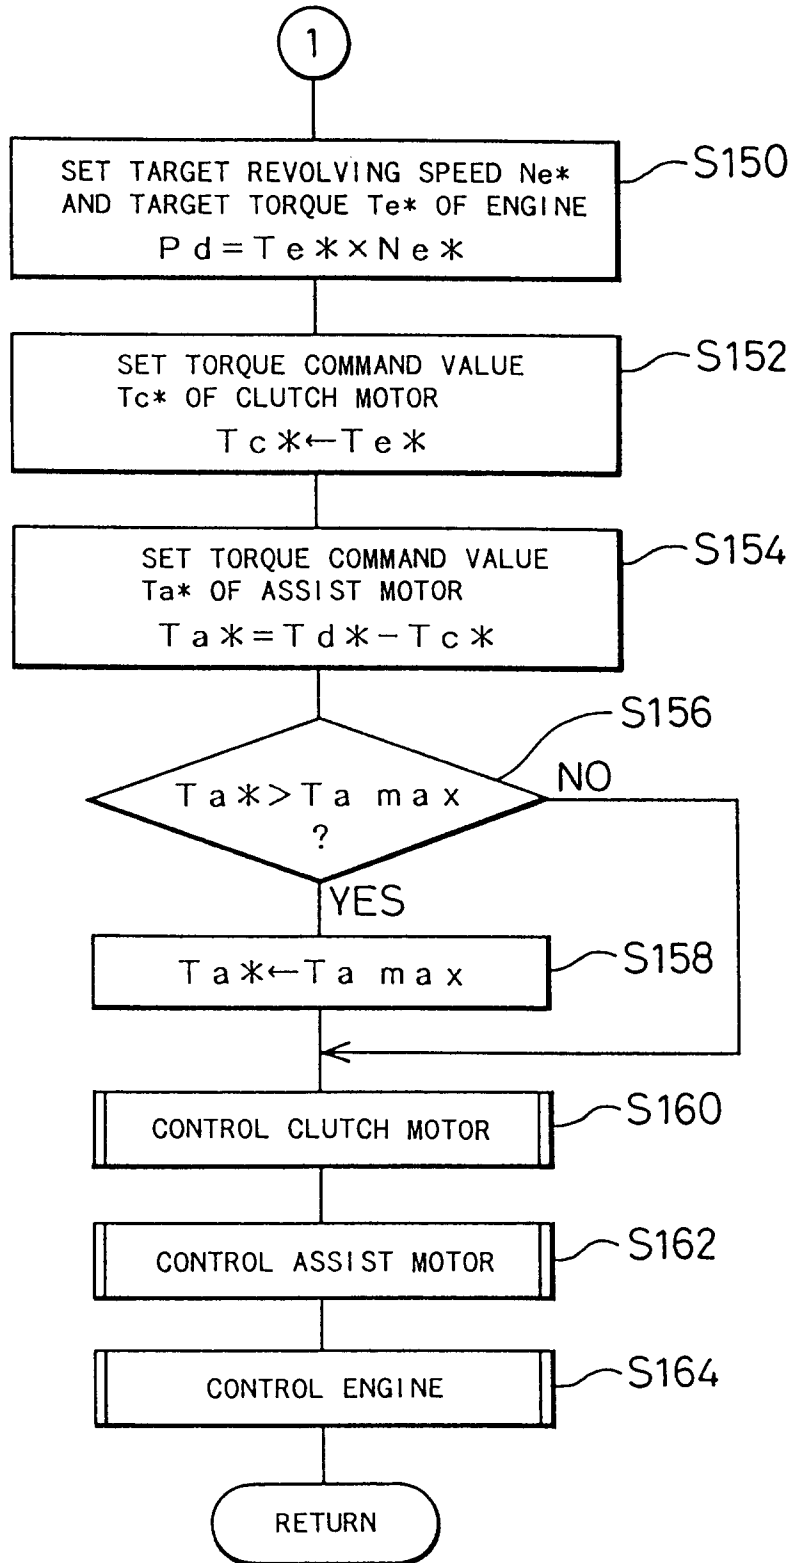 1
SET TARGET REVOLVING SPEED Ne*
AND TARGET TORQUE Te* OF ENGINE
Pd=Te*×Ne*
S150
SET TORQUE COMMAND VALUE
Tc* OF CLUTCH MOTOR
Tc*←Te*
S152
SET TORQUE COMMAND VALUE
Ta* OF ASSIST MOTOR
Ta*=Td*-Tc*
S154
S156
Ta*>Ta max
?
NO
YES
Ta*←Ta max
S158
CONTROL CLUTCH MOTOR
S160
CONTROL ASSIST MOTOR
S162
CONTROL ENGINE
S164
RETURN